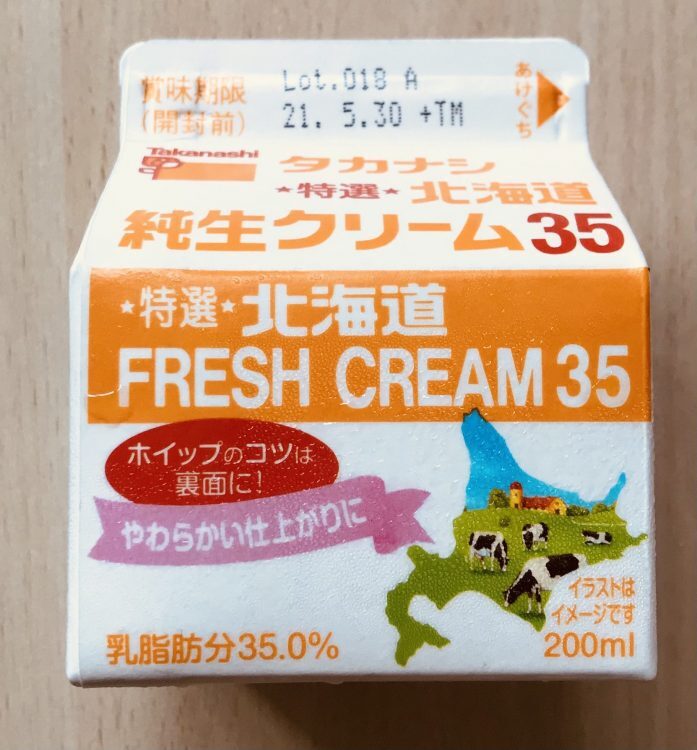 賞味期限
(開封前)
Lot.018 A
21. 5.30 +TM
あけぐち
Takanashi
タカナシ
★特選★北海道
純生クリーム35
★特選★北海道
FRESH CREAM 35
ホイップのコツは
裏面に!
やわらかい仕上がりに
イラストは
イメージです
乳脂肪分35.0%
200ml